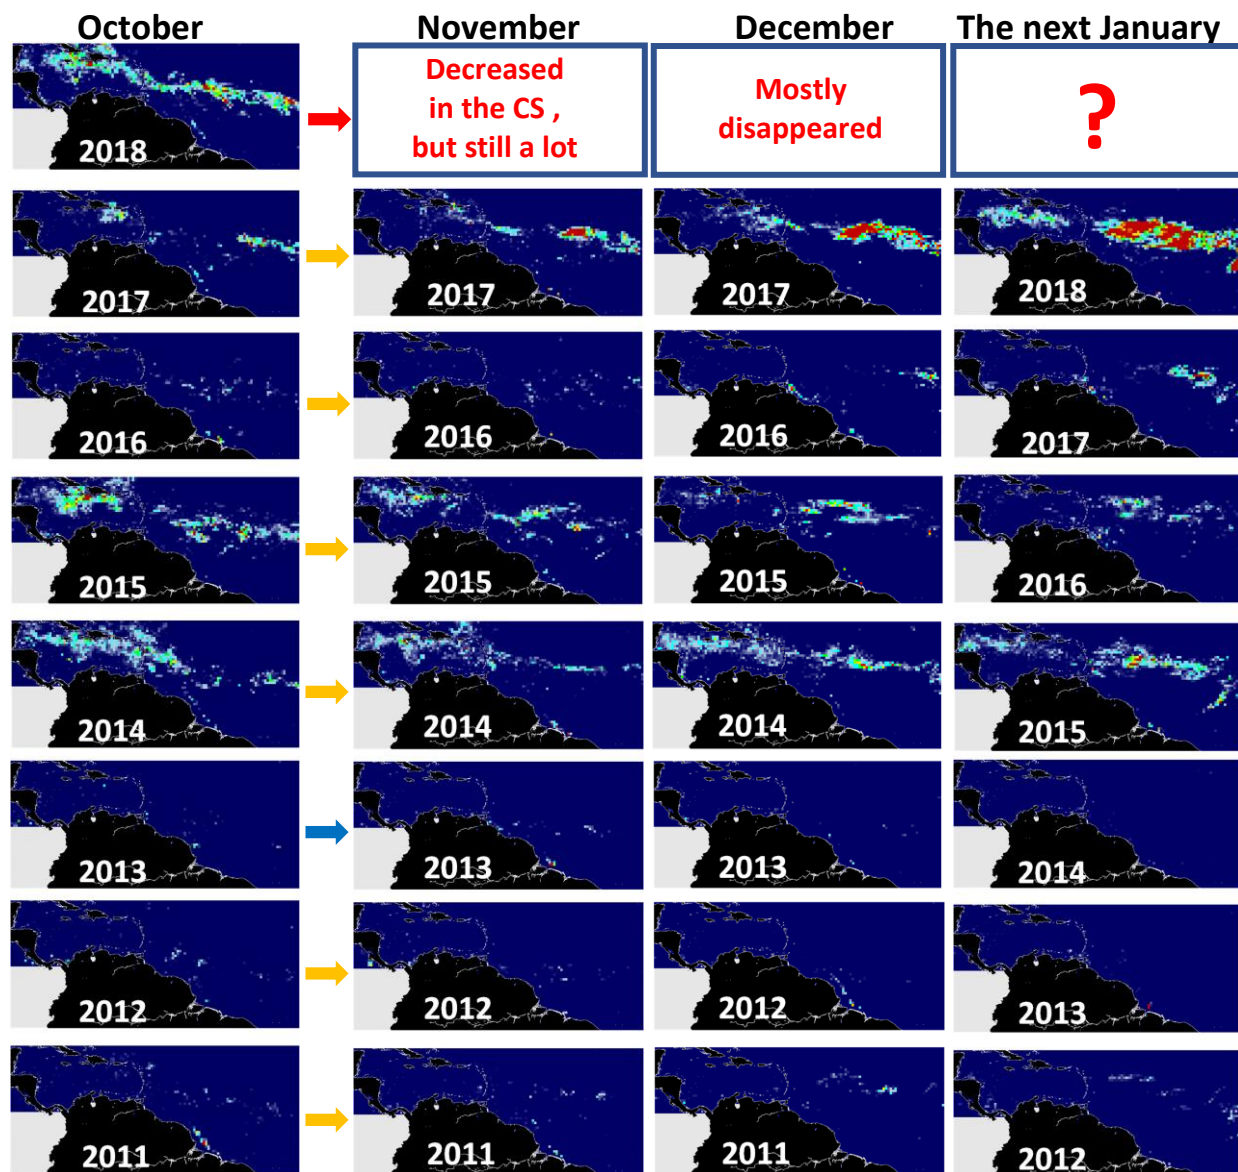 October November December The next January
2018
Decreased
in the CS ,
but still a lot
Mostly
disappeared
?
2017 2017 2017 2018
2016 2016 2016 2017
2015 2015 2015 2016
2014 2014 2014 2015
2013 2013 2013 2014
2012 2012 2012 2013
2011 2011 2011 2012